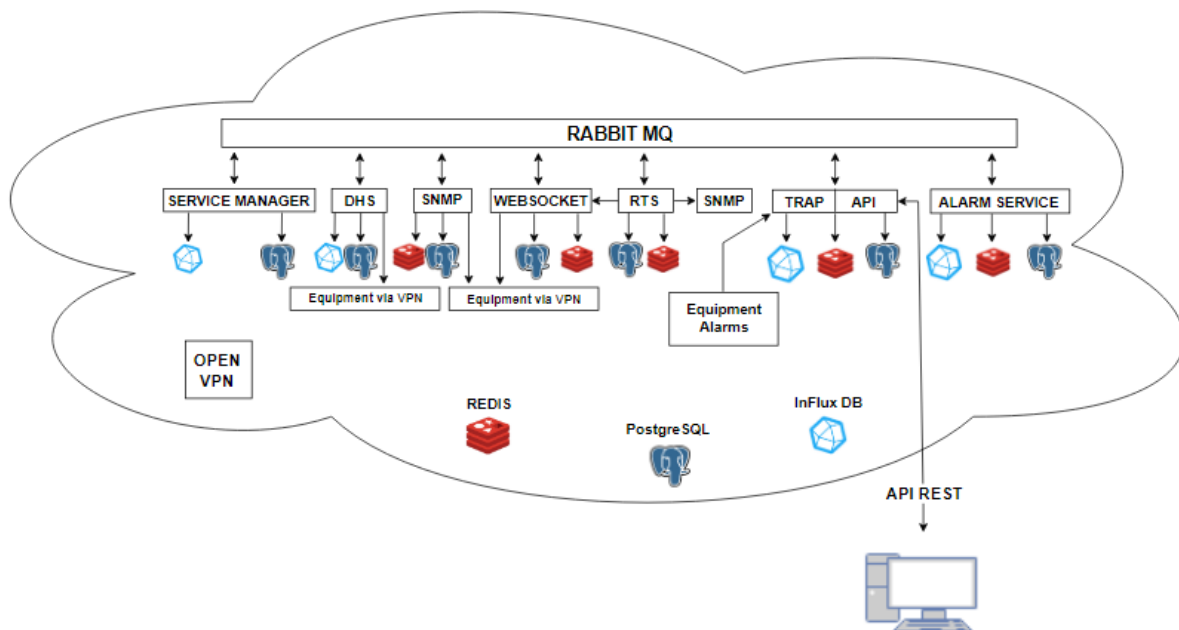 RABBIT MQ
SERVICE MANAGER
DHS
SNMP
WEBSOCKET
RTS
SNMP
TRAP
API
ALARM SERVICE
Equipment via VPN
Equipment via VPN
Equipment
Alarms
OPEN
VPN
REDIS
PostgreSQL
InFlux DB
API REST